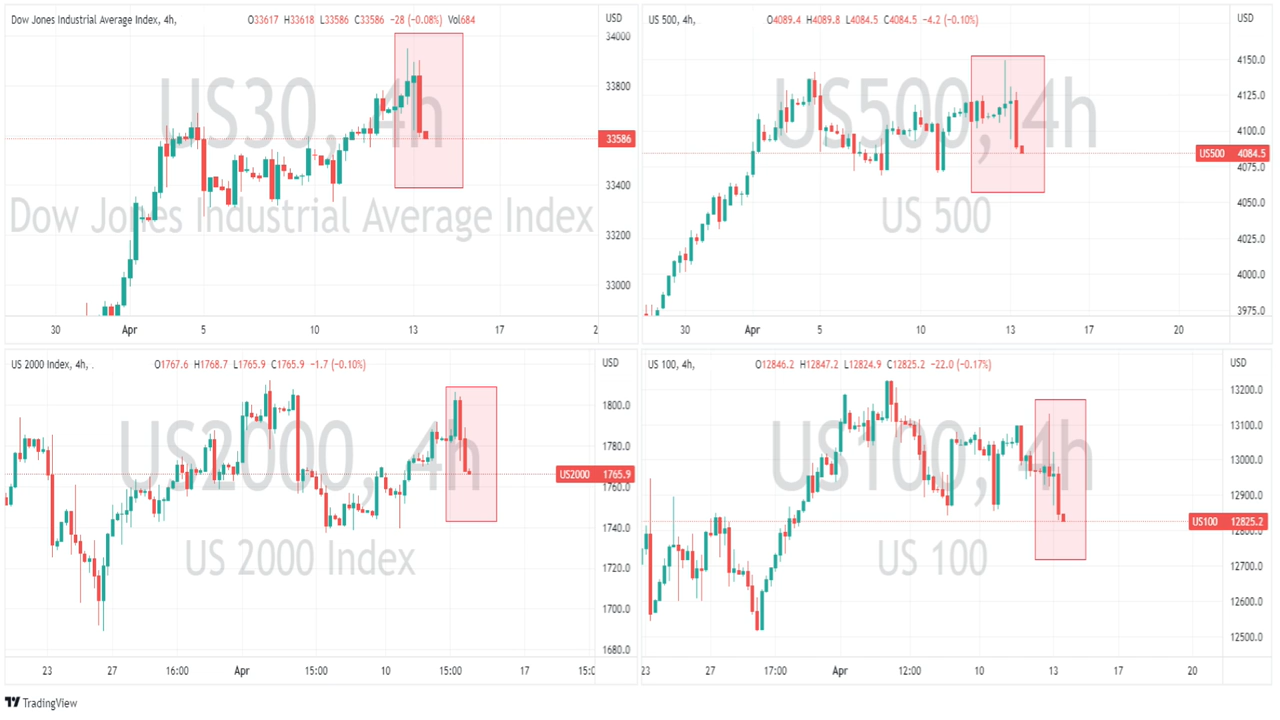 Dow Jones Industrial Average Index, 4h, O33617 H33618 L33586 C33586 −28 (−0.08%) Vol684
USD
34000
33800
33586
33400
33200
33000
US30, 4h
Dow Jones Industrial Average Index
30 Apr 5 10 13 17 2
US 500, 4h, O4089.4 H4089.8 L4084.5 C4084.5 −4.2 (−0.10%)
USD
4150.0
4125.0
4100.0
US500 4084.5
4075.0
4050.0
4025.0
4000.0
3975.0
US500, 4h
US 500
30 Apr 5 10 13 17 20
US 2000 Index, 4h, . O1767.6 H1768.7 L1765.9 C1765.9 −1.7 (−0.10%)
USD
1800.0
1780.0
US2000 1765.9
1760.0
1740.0
1720.0
1700.0
1680.0
US2000, 4h
US 2000 Index
23 27 16:00 Apr 15:00 10 15:00 17 15:0
US 100, 4h, O12846.2 H12847.2 L12824.9 C12825.2 −22.0 (−0.17%)
USD
13200.0
13100.0
13000.0
12900.0
US100 12825.2
12800.0
12700.0
12600.0
12500.0
US100, 4h
US 100
23 27 17:00 Apr 12:00 10 13 17 20
TradingView